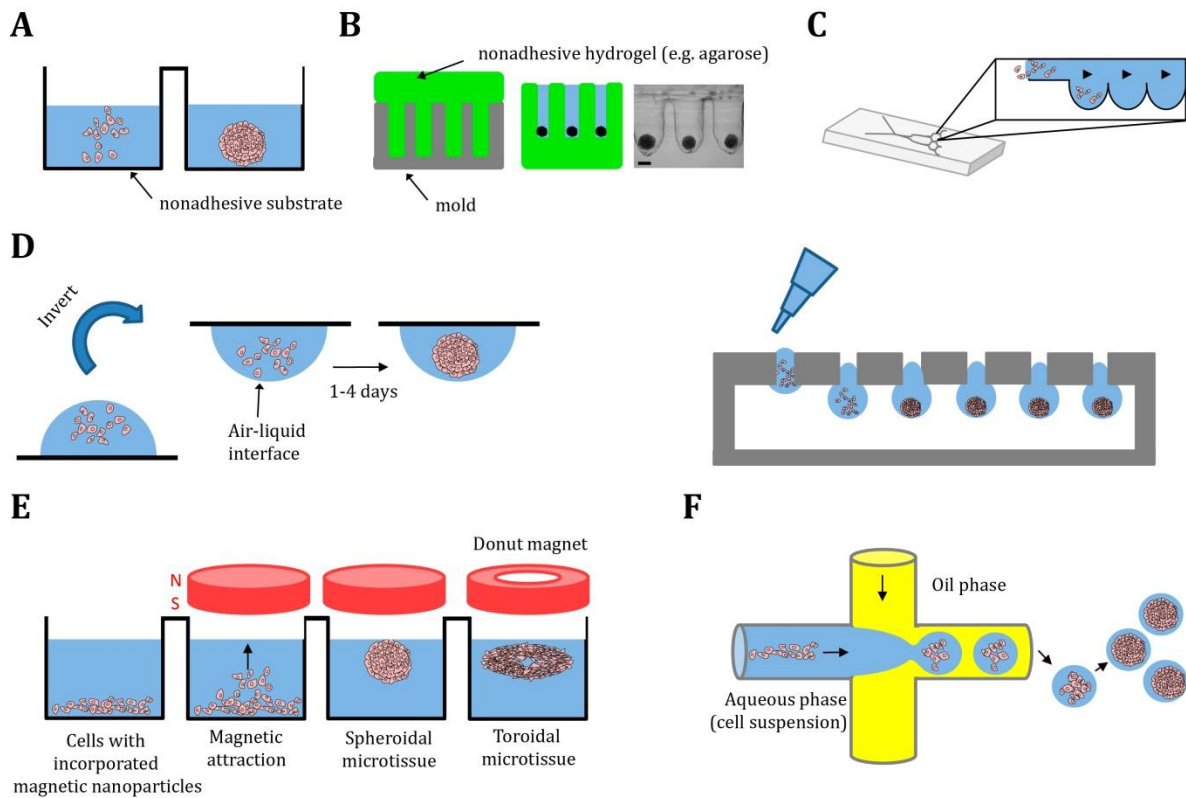 A
nonadhesive substrate
B
nonadhesive hydrogel (e.g. agarose)
mold
C
D
Invert
Air-liquid
interface
1-4 days
E
N
S
Donut magnet
Cells with
incorporated
magnetic nanoparticles
Magnetic
attraction
Spheroidal
microtissue
Toroidal
microtissue
F
Oil phase
Aqueous phase
(cell suspension)